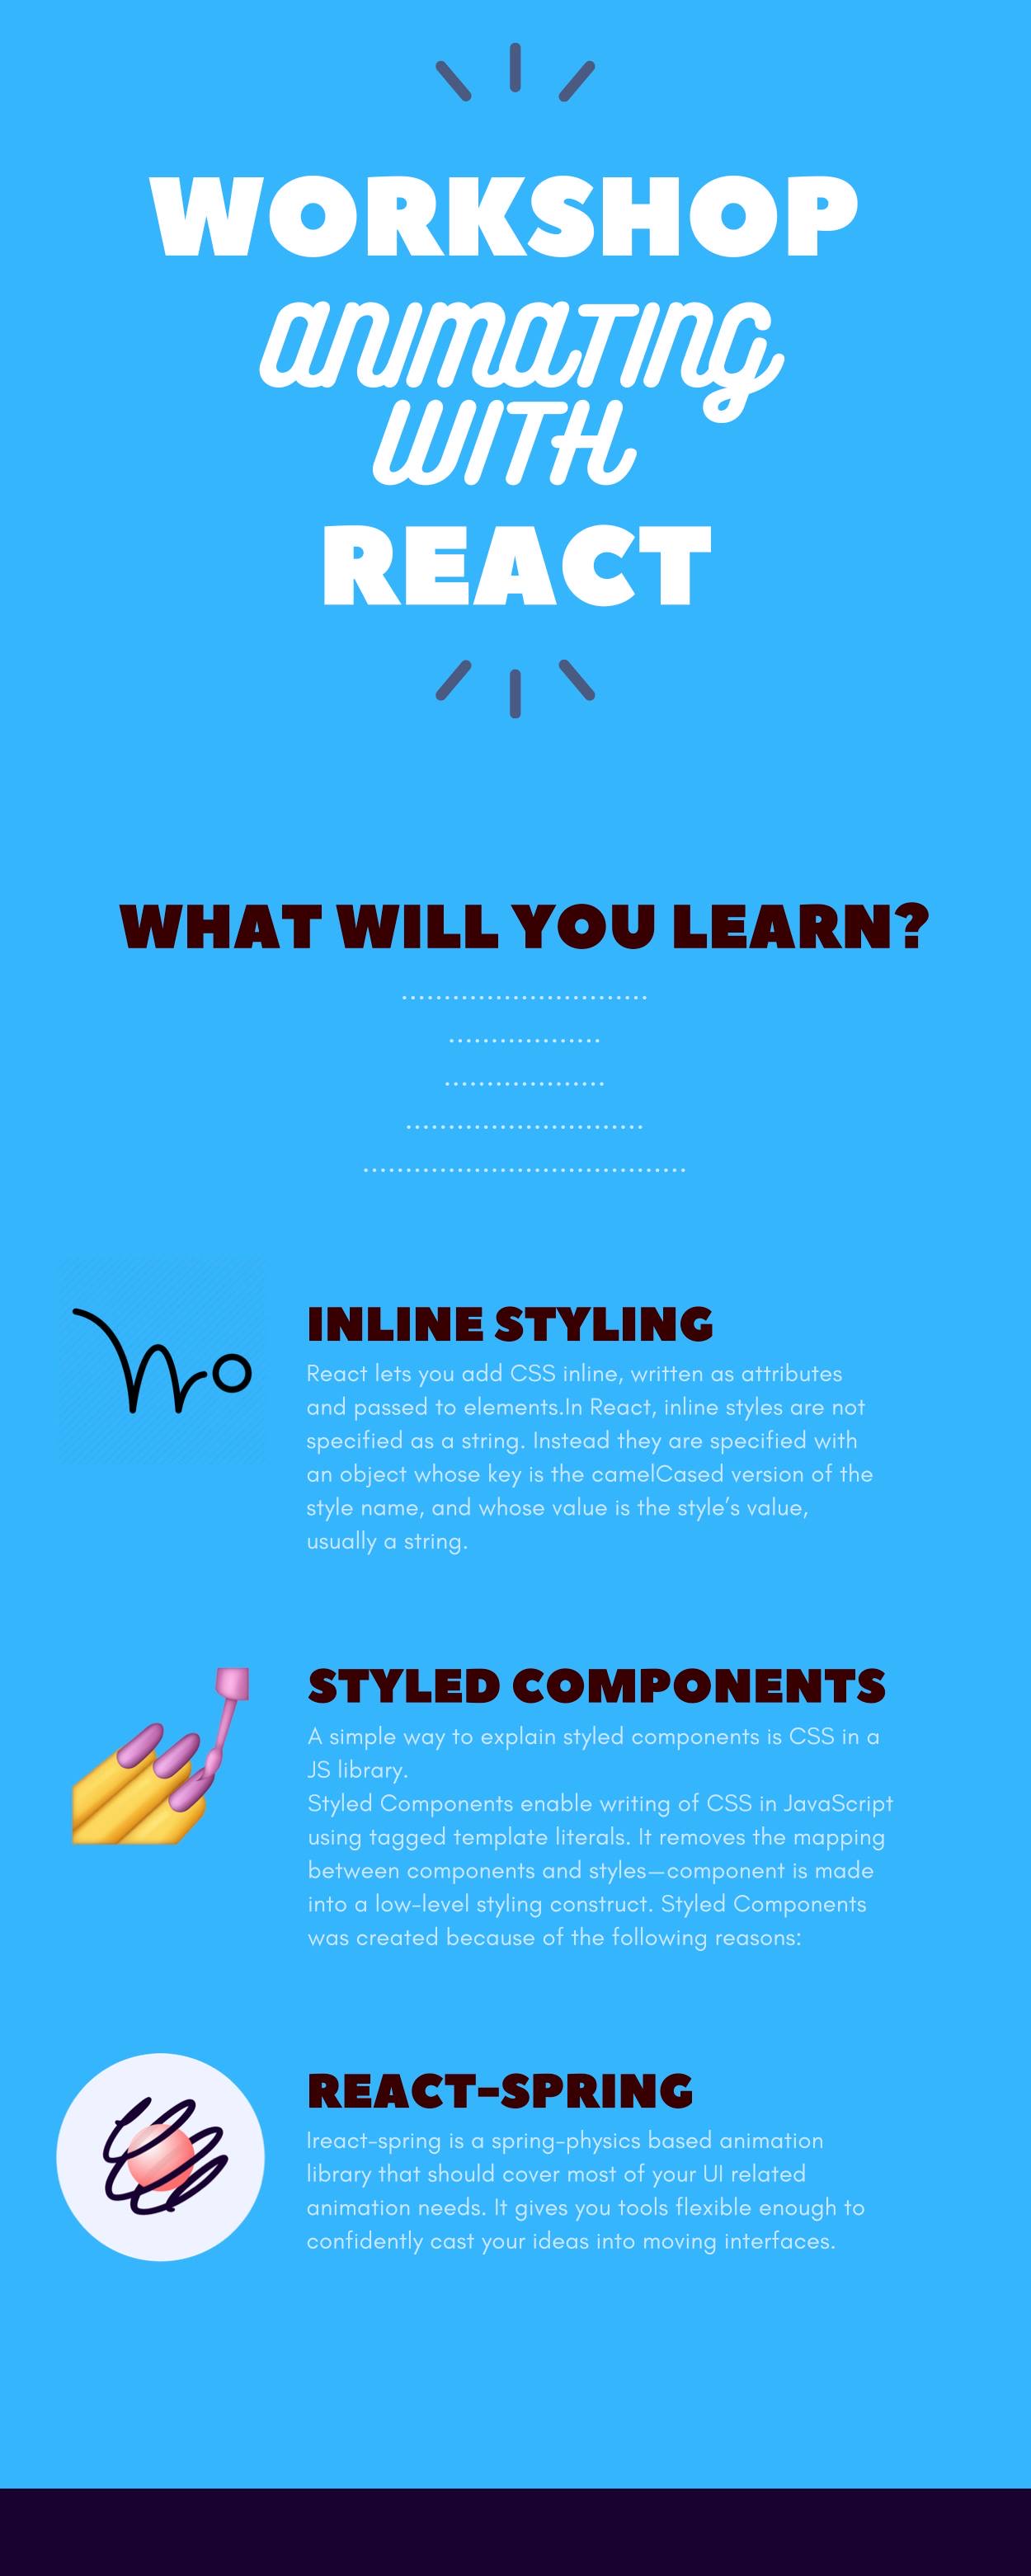 WORKSHOP
animating
WITH
REACT
WHAT WILL YOU LEARN?
.............................
..................
...................
............................
......................................
INLINE STYLING
React lets you add CSS inline, written as attributes
and passed to elements.In React, inline styles are not
specified as a string. Instead they are specified with
an object whose key is the camelCased version of the
style name, and whose value is the style’s value,
usually a string.
STYLED COMPONENTS
A simple way to explain styled components is CSS in a
JS library.
Styled Components enable writing of CSS in JavaScript
using tagged template literals. It removes the mapping
between components and styles—component is made
into a low-level styling construct. Styled Components
was created because of the following reasons:
REACT-SPRING
Ireact-spring is a spring-physics based animation
library that should cover most of your UI related
animation needs. It gives you tools flexible enough to
confidently cast your ideas into moving interfaces.